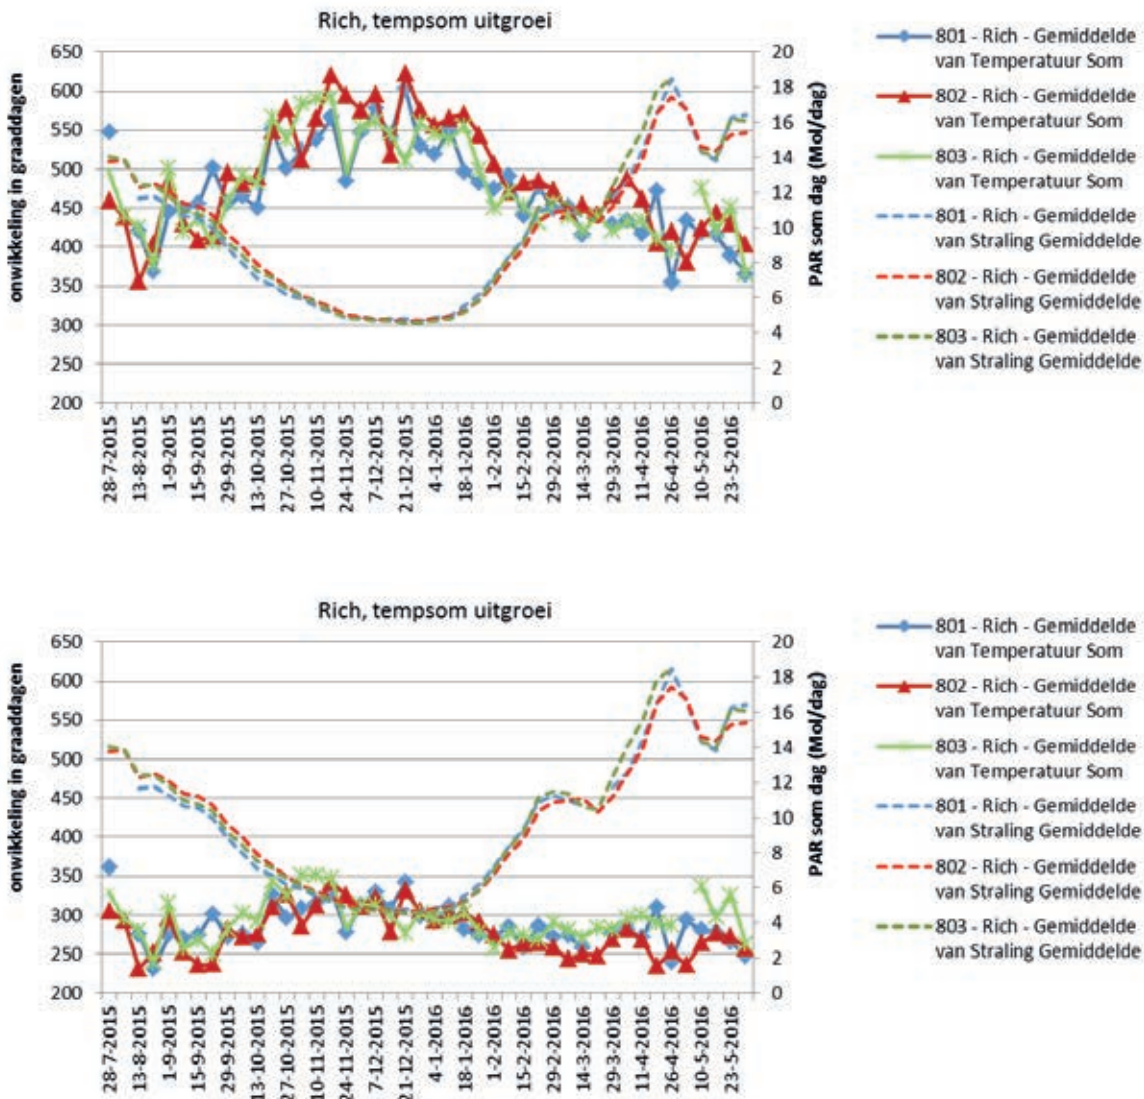 Rich, tempsom uitgroei
onwikkeling in graaddagen
650
600
550
500
450
400
350
300
250
200
20
18
16
14
12
10
8
6
4
2
0
PAR som dag (Mol/dag)
28-7-2015
13-8-2015
1-9-2015
15-9-2015
29-9-2015
13-10-2015
27-10-2015
10-11-2015
24-11-2015
7-12-2015
21-12-2015
4-1-2016
18-1-2016
1-2-2016
15-2-2016
29-2-2016
14-3-2016
29-3-2016
11-4-2016
26-4-2016
10-5-2016
23-5-2016
801 - Rich - Gemiddelde
van Temperatuur Som
802 - Rich - Gemiddelde
van Temperatuur Som
803 - Rich - Gemiddelde
van Temperatuur Som
801 - Rich - Gemiddelde
van Straling Gemiddelde
802 - Rich - Gemiddelde
van Straling Gemiddelde
803 - Rich - Gemiddelde
van Straling Gemiddelde
Rich, tempsom uitgroei
onwikkeling in graaddagen
650
600
550
500
450
400
350
300
250
200
20
18
16
14
12
10
8
6
4
2
0
PAR som dag (Mol/dag)
28-7-2015
13-8-2015
1-9-2015
15-9-2015
29-9-2015
13-10-2015
27-10-2015
10-11-2015
24-11-2015
7-12-2015
21-12-2015
4-1-2016
18-1-2016
1-2-2016
15-2-2016
29-2-2016
14-3-2016
29-3-2016
11-4-2016
26-4-2016
10-5-2016
23-5-2016
801 - Rich - Gemiddelde
van Temperatuur Som
802 - Rich - Gemiddelde
van Temperatuur Som
803 - Rich - Gemiddelde
van Temperatuur Som
801 - Rich - Gemiddelde
van Straling Gemiddelde
802 - Rich - Gemiddelde
van Straling Gemiddelde
803 - Rich - Gemiddelde
van Straling Gemiddelde